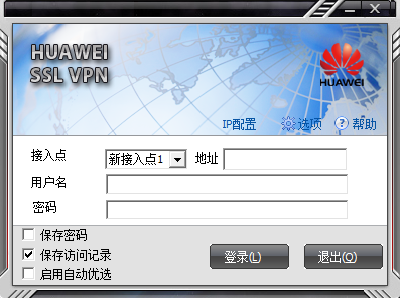 HUAWEI
SSL VPN
HUAWEI
IP配置 选项 帮助
接入点 新接入点1 地址
用户名
密码
保存密码
保存访问记录
启用自动优选
登录(L) 退出(O)